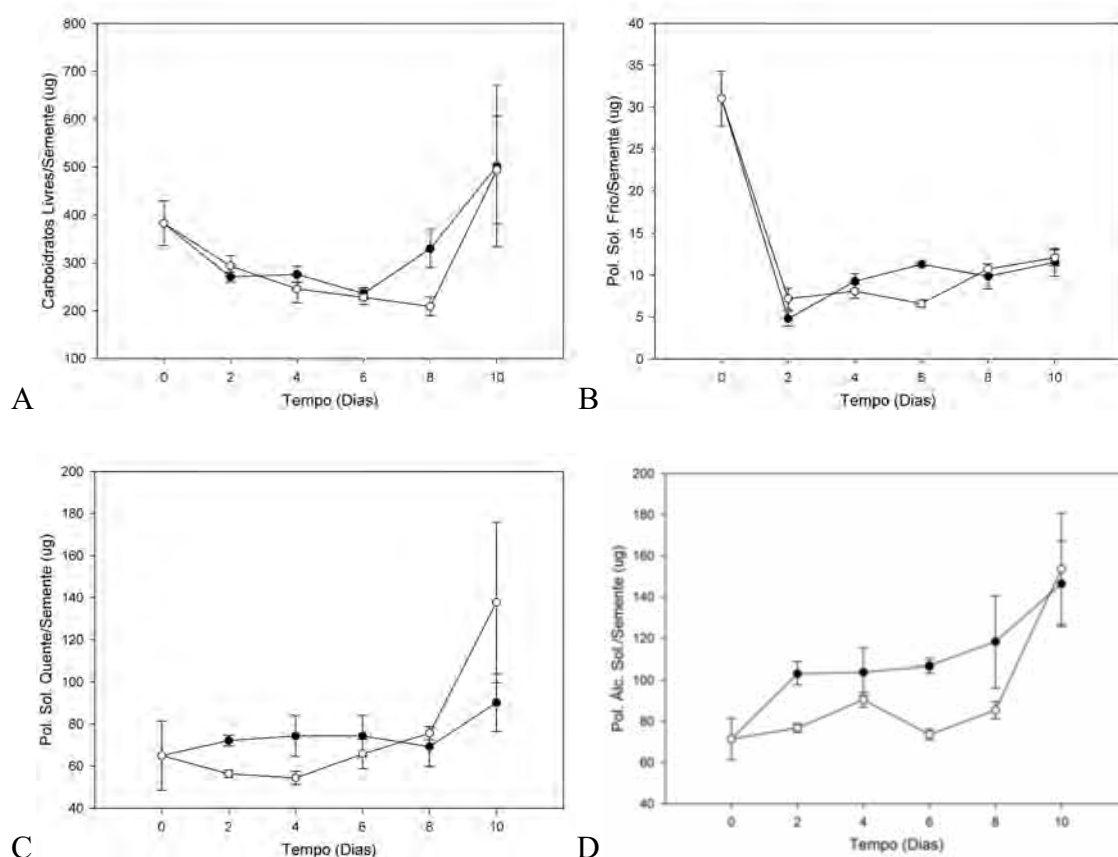 A
Carboidratos Livres/Semente (ug)
800
700
600
500
400
300
200
100
0 2 4 6 8 10
Tempo (Dias)
B
Pol. Sol. Frio/Semente (ug)
40
35
30
25
20
15
10
5
0
0 2 4 6 8 10
Tempo (Dias)
C
Pol. Sol. Quente/Semente (ug)
200
180
160
140
120
100
80
60
40
0 2 4 6 8 10
Tempo (Dias)
D
Pol. Álc. Sol./Semente (ug)
200
180
160
140
120
100
80
60
40
0 2 4 6 8 10
Tempo (Dias)